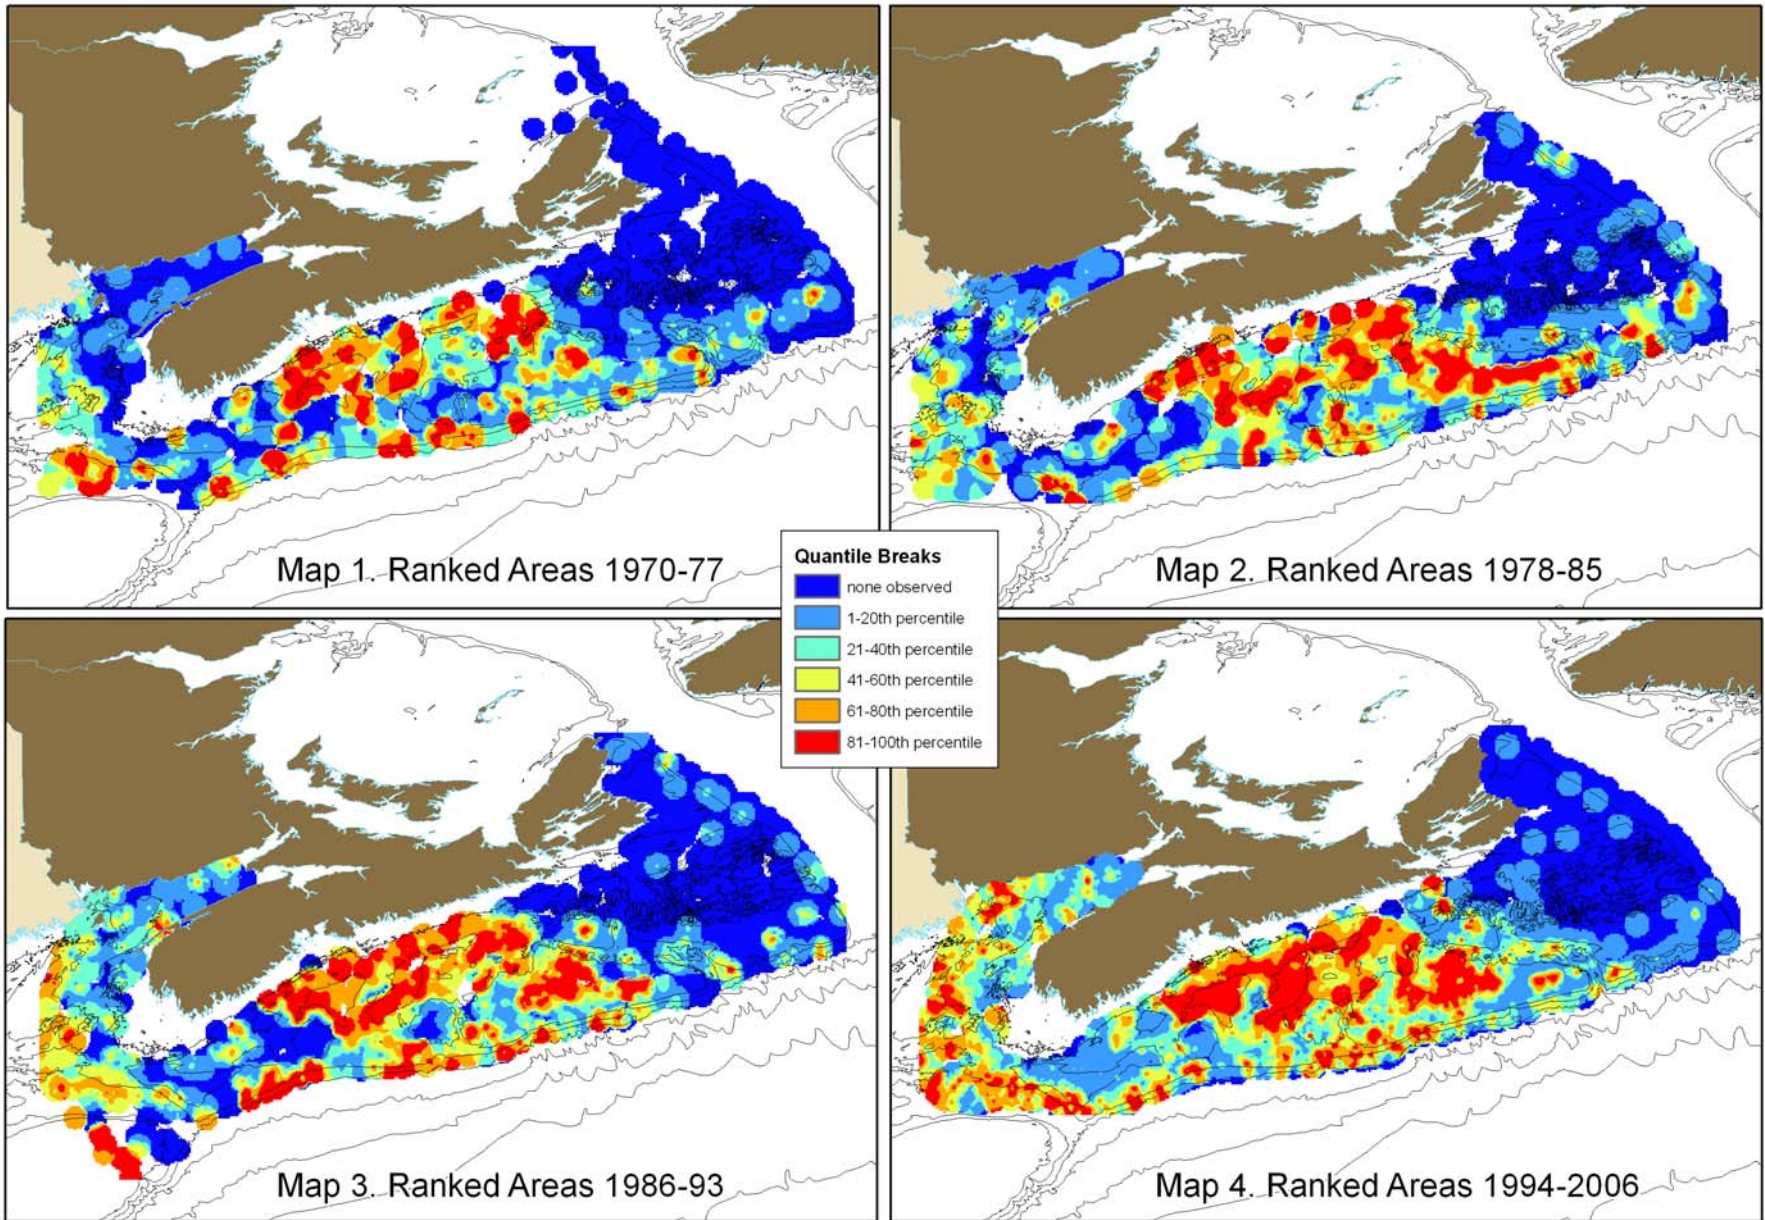 Map 1. Ranked Areas 1970-77
Map 2. Ranked Areas 1978-85
Quantile Breaks
none observed
1-20th percentile
21-40th percentile
41-60th percentile
61-80th percentile
81-100th percentile
Map 3. Ranked Areas 1986-93
Map 4. Ranked Areas 1994-2006